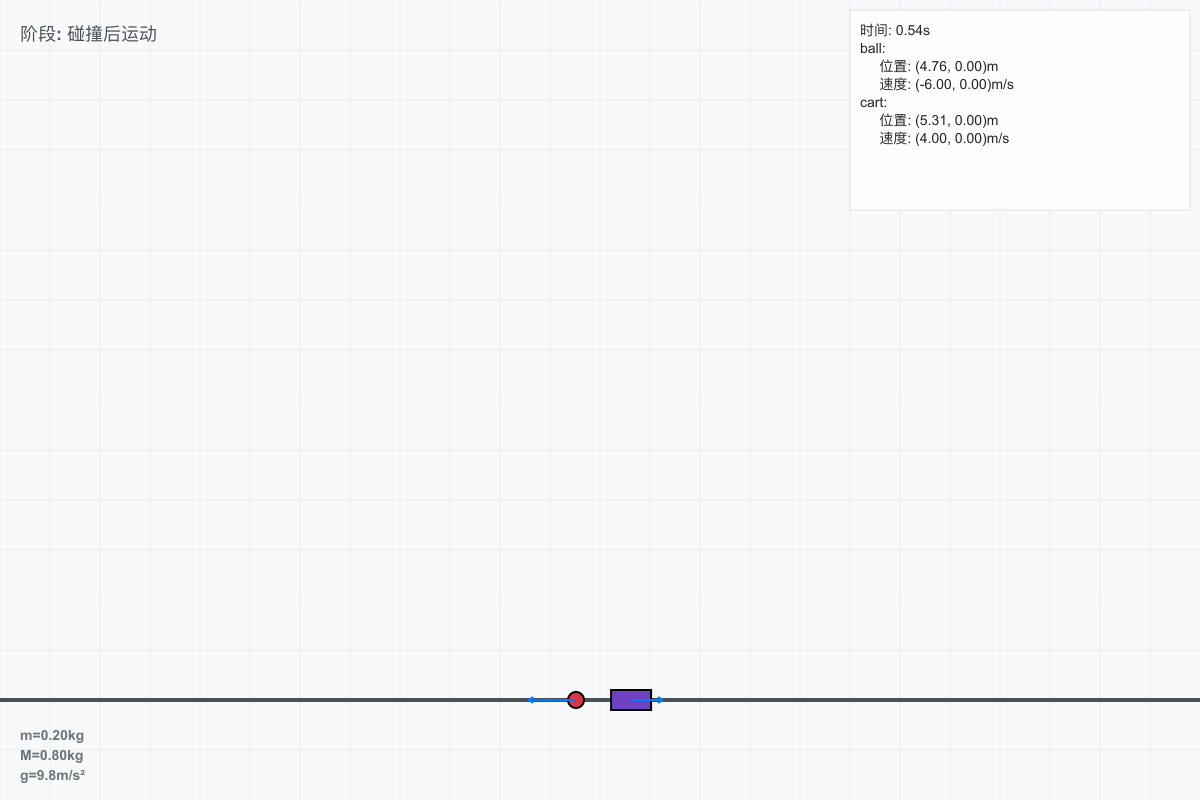 阶段: 碰撞后运动
时间: 0.54s
ball:
位置: (4.76, 0.00)m
速度: (-6.00, 0.00)m/s
cart:
位置: (5.31, 0.00)m
速度: (4.00, 0.00)m/s
m=0.20kg
M=0.80kg
g=9.8m/s²